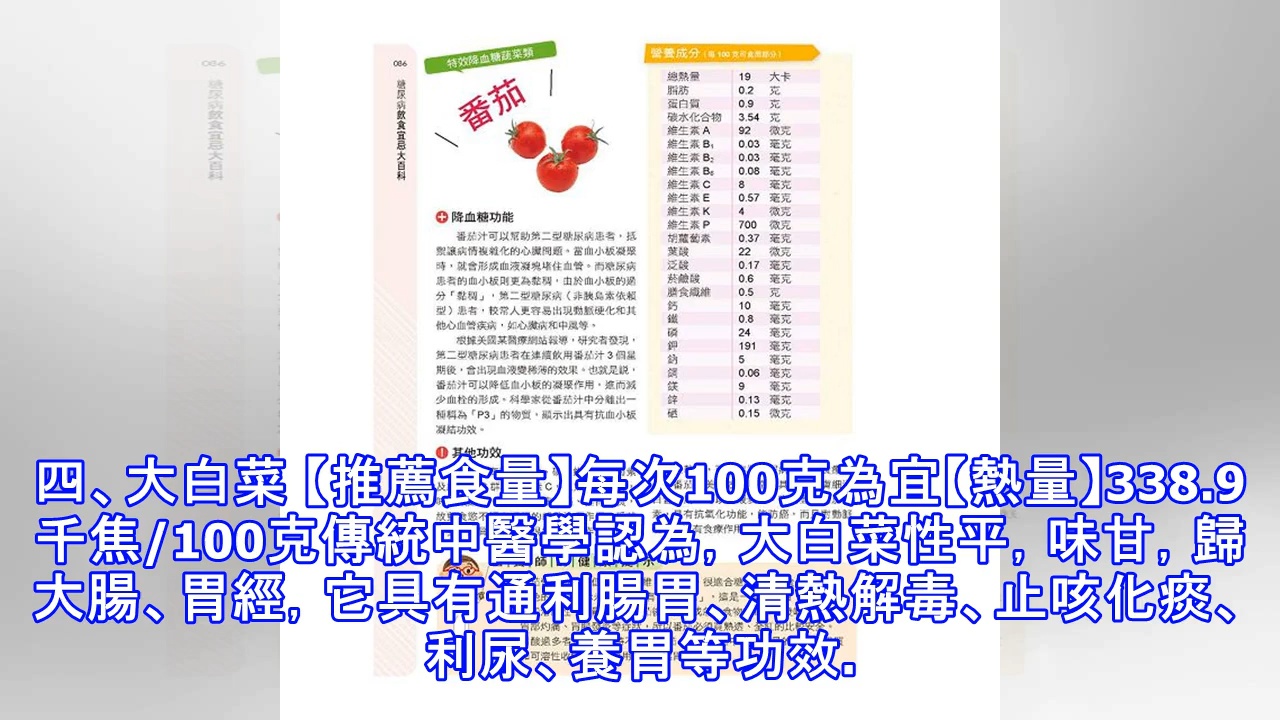 086
糖尿病飲食宜忌大百科
特效降血糖蔬菜類
番茄
降血糖功能
番茄汁可以幫助第二型糖尿病患者，抵
禦讓病情複雜化的心臟問題。當血小板凝聚
時，就會形成血液凝塊堵住血管。而糖尿病
患者的血小板則更為黏稠，由於血小板的過
分「黏稠」，第二型糖尿病（非胰島素依賴
型）患者，較常人更容易出現動脈硬化和其
他心血管疾病，如心臟病和中風等。
根據美國某醫療網站報導，研究者發現，
第二型糖尿病患者在連續飲用番茄汁 3 個星
期後，會出現血液變稀薄的效果。也就是説，
番茄汁可以降低血小板的凝聚作用，進而減
少血栓的形成。科學家從番茄汁中分離出一
種稱為「P3」的物質，顯示出具有抗血小板
凝結功效。
其他功效
營養成分（每 100 克可食用部分）
總熱量 19 大卡
脂肪 0.2 克
蛋白質 0.9 克
碳水化合物 3.54 克
維生素 A 92 微克
維生素 B₁ 0.03 毫克
維生素 B₂ 0.03 毫克
維生素 B₆ 0.08 毫克
維生素 C 8 毫克
維生素 E 0.57 毫克
維生素 K 4 微克
維生素 P 700 微克
胡蘿蔔素 0.37 毫克
葉酸 22 微克
泛酸 0.17 毫克
菸鹼酸 0.6 毫克
膳食纖維 0.5 克
鈣 10 毫克
鐵 0.8 毫克
磷 24 毫克
鉀 191 毫克
鈉 5 毫克
銅 0.06 毫克
鎂 9 毫克
鋅 0.13 毫克
硒 0.15 微克
四、大白菜【推薦食量】每次100克為宜【熱量】338.9
千焦/100克傳統中醫學認為, 大白菜性平, 味甘, 歸
大腸、胃經, 它具有通利腸胃、清熱解毒、止咳化痰、
利尿、養胃等功效.